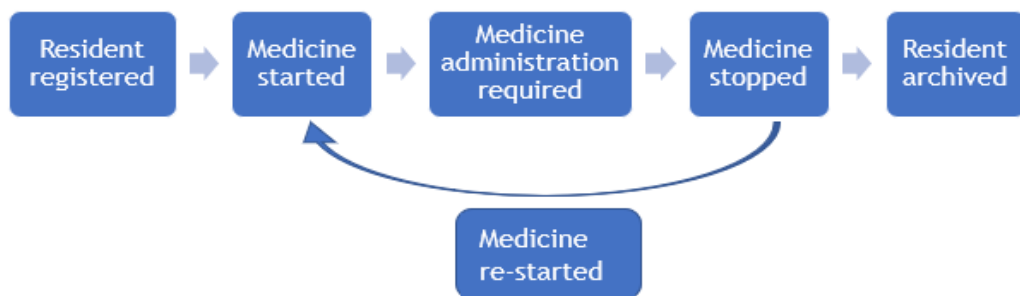 Resident
registered
Medicine
started
Medicine
administration
required
Medicine
stopped
Resident
archived
Medicine
re-started